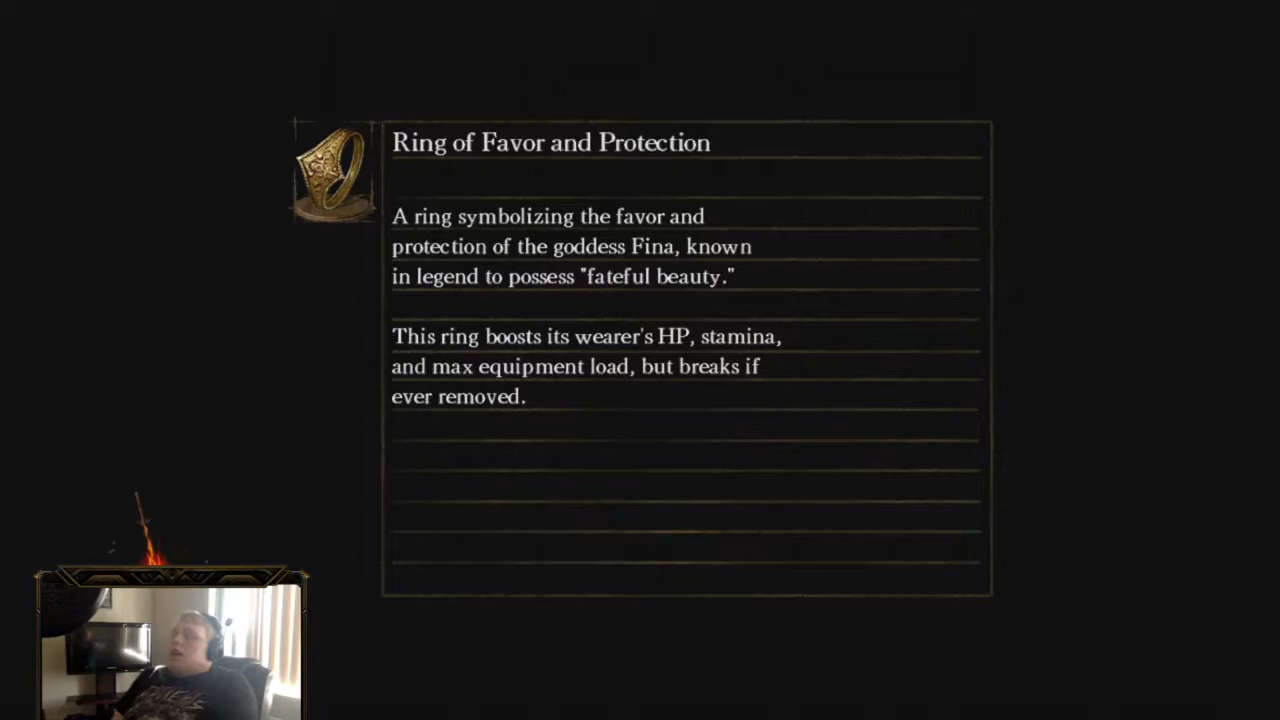 Ring of Favor and Protection
A ring symbolizing the favor and
protection of the goddess Fina, known
in legend to possess "fateful beauty."
This ring boosts its wearer's HP, stamina,
and max equipment load, but breaks if
ever removed.